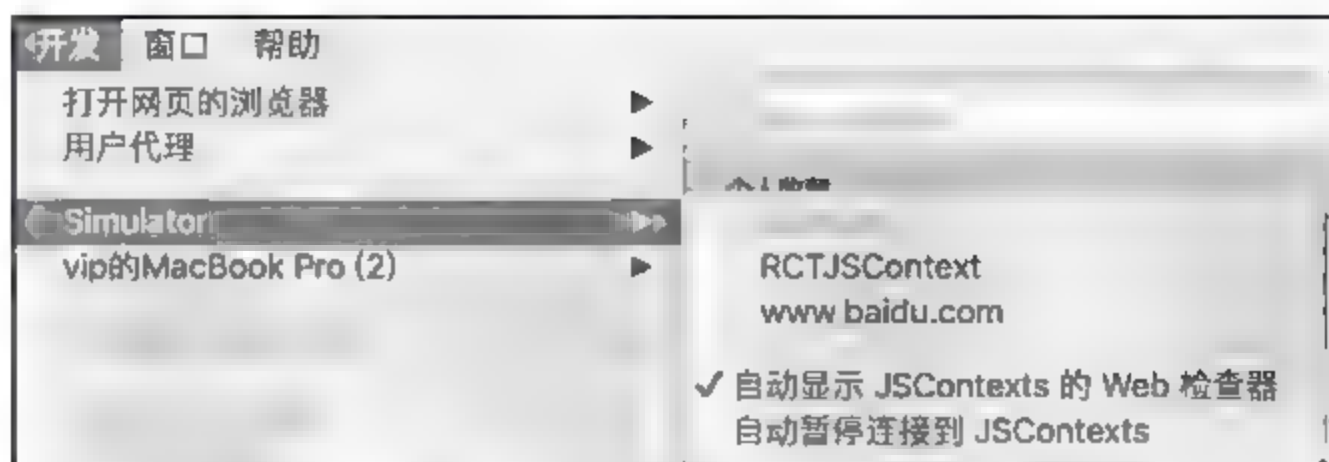 开发 窗口 帮助
打开网页的浏览器
用户代理
Simulator
vip的MacBook Pro (2)
RCTJSContext
www baidu.com
✓ 自动显示 JSContexts 的 Web 检查器
自动暂停连接到 JSContexts